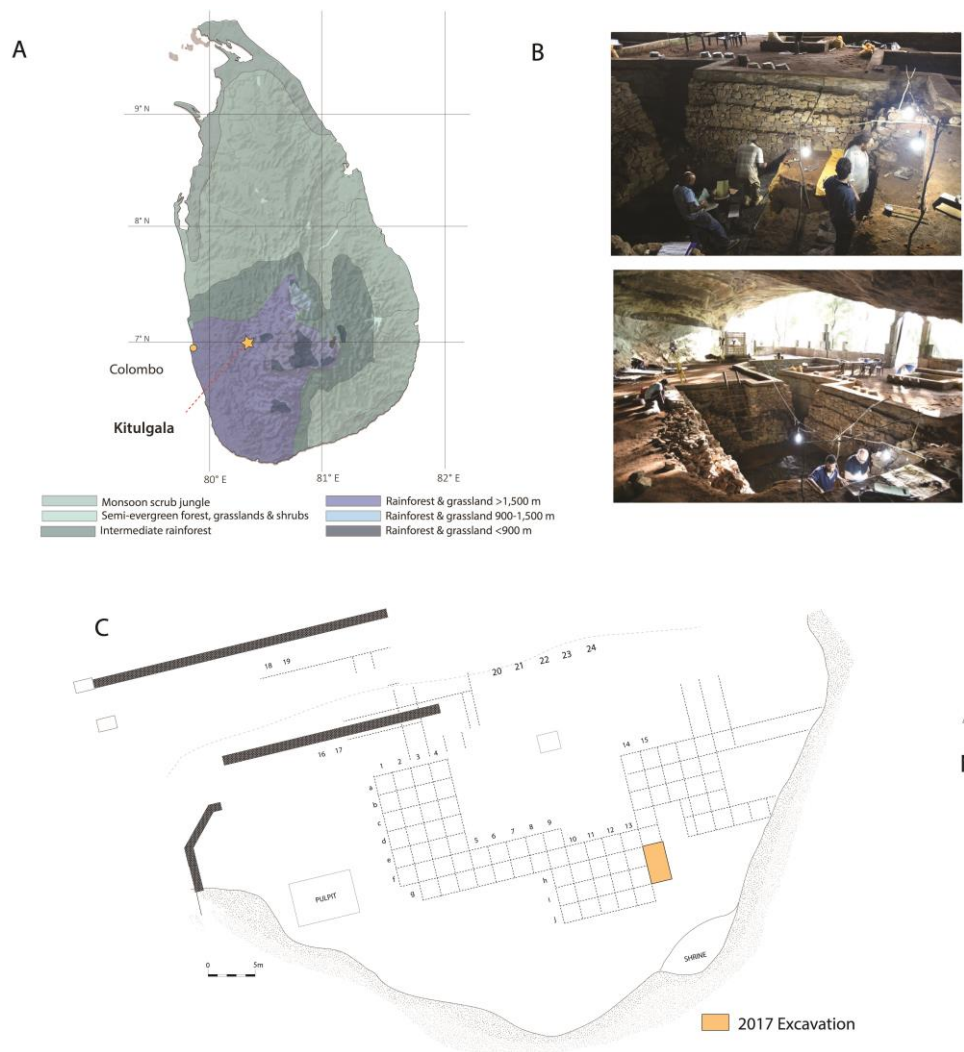 A
B
9° N
8° N
7° N
Colombo
Kitulgala
80° E
81° E
82° E
Monsoon scrub jungle
Semi-evergreen forest, grasslands & shrubs
Intermediate rainforest
Rainforest & grassland >1,500 m
Rainforest & grassland 900-1,500 m
Rainforest & grassland <900 m
C
18 19
20 21 22 23 24
16 17
14 15
1 2 3 4
a
b
c
d
e
f
g
5 6 7 8 9
10 11 12 13
h
i
j
PULPIT
SHRINE
0 5m
2017 Excavation